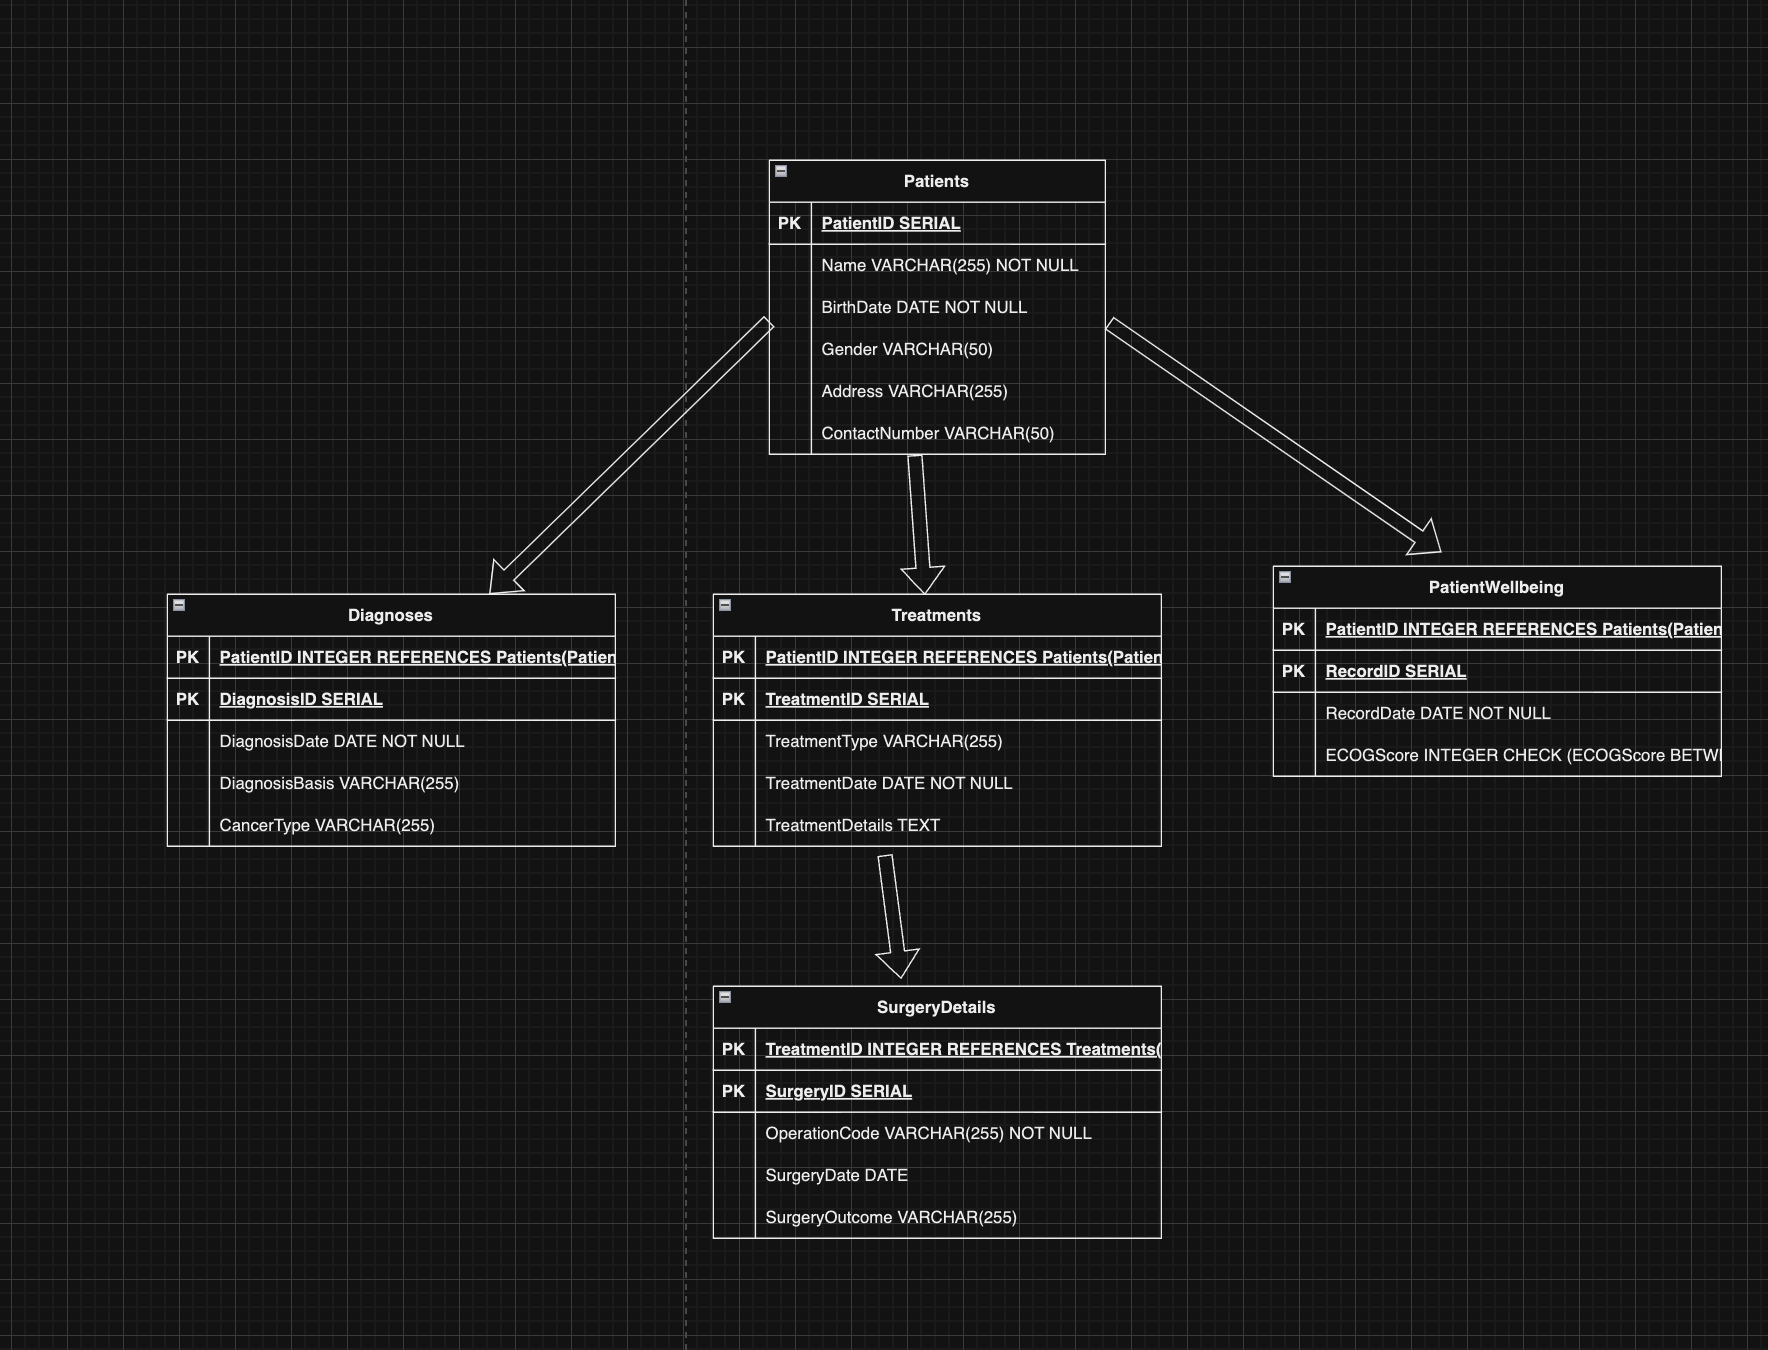 Patients
PK PatientID SERIAL
Name VARCHAR(255) NOT NULL
BirthDate DATE NOT NULL
Gender VARCHAR(50)
Address VARCHAR(255)
ContactNumber VARCHAR(50)
Diagnoses
PK PatientID INTEGER REFERENCES Patients(Patien
PK DiagnosisID SERIAL
DiagnosisDate DATE NOT NULL
DiagnosisBasis VARCHAR(255)
CancerType VARCHAR(255)
Treatments
PK PatientID INTEGER REFERENCES Patients(Patien
PK TreatmentID SERIAL
TreatmentType VARCHAR(255)
TreatmentDate DATE NOT NULL
TreatmentDetails TEXT
PatientWellbeing
PK PatientID INTEGER REFERENCES Patients(Patien
PK RecordID SERIAL
RecordDate DATE NOT NULL
ECOGScore INTEGER CHECK (ECOGScore BETW
SurgeryDetails
PK TreatmentID INTEGER REFERENCES Treatments(
PK SurgeryID SERIAL
OperationCode VARCHAR(255) NOT NULL
SurgeryDate DATE
SurgeryOutcome VARCHAR(255)